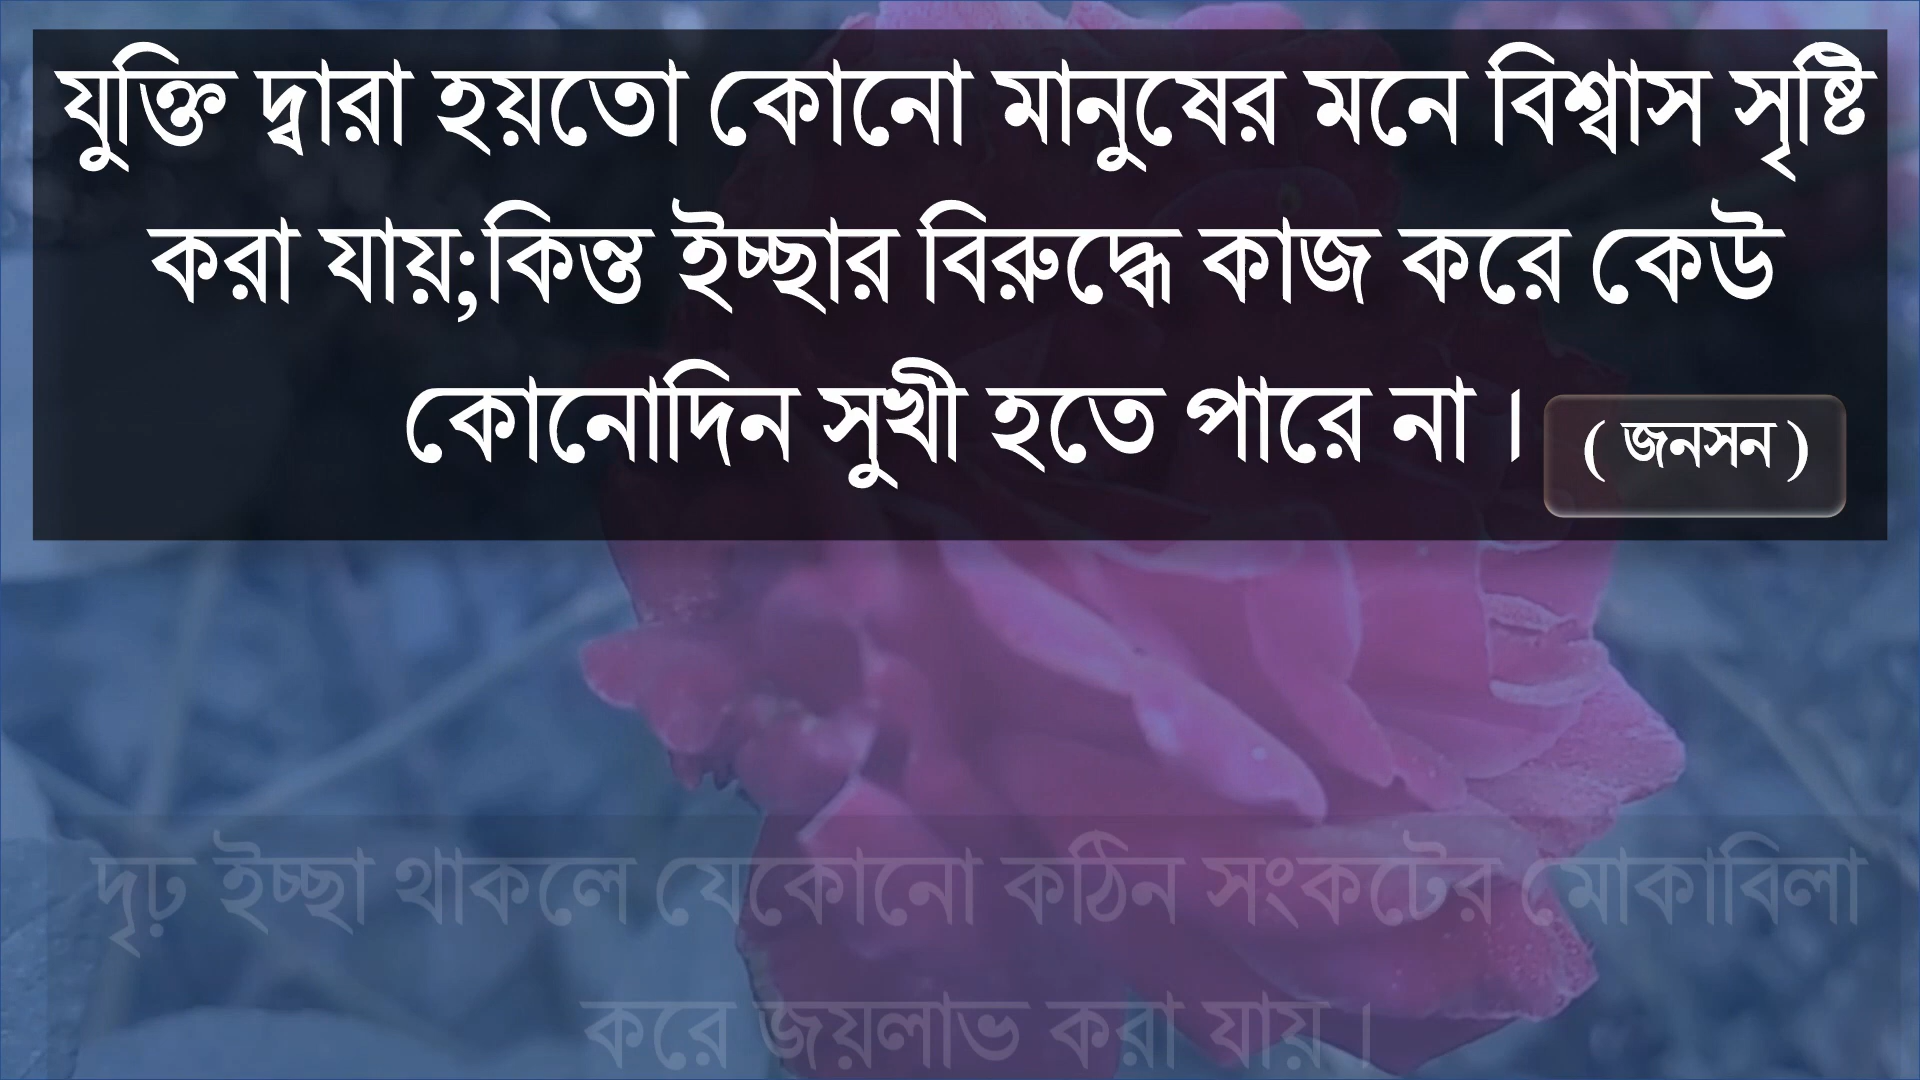 যুক্তি দ্বারা হয়তো কোনো মানুষের মনে বিশ্বাস সৃষ্টি
করা যায়;কিন্ত ইচ্ছার বিরুদ্ধে কাজ করে কেউ
কোনোদিন সুখী হতে পারে না ।
( জনসন )
দৃঢ় ইচ্ছা থাকলে যেকোনো কঠিন সংকটের মোকাবিলা
করে জয়লাভ করা যায় ।